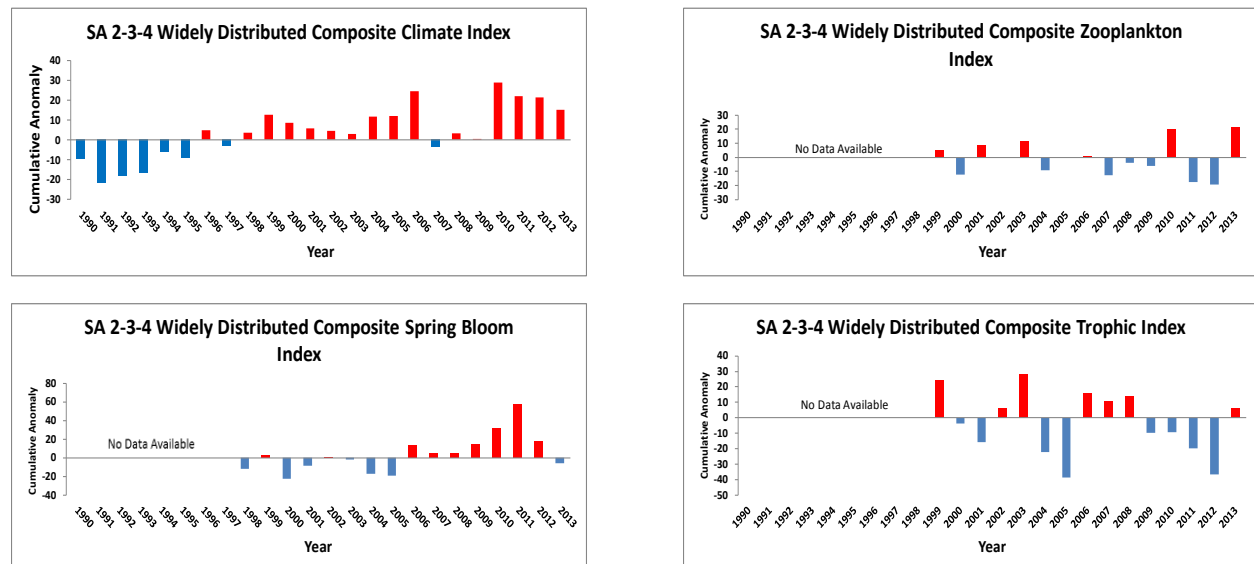 SA 2-3-4 Widely Distributed Composite Climate Index
Cumulative Anomaly
40
30
20
10
0
-10
-20
-30
1990 1991 1992 1993 1994 1995 1996 1997 1998 1999 2000 2001 2002 2003 2004 2005 2006 2007 2008 2009 2010 2011 2012 2013
Year
SA 2-3-4 Widely Distributed Composite Zooplankton
Index
Cumlative Anomaly
30
20
10
0
-10
-20
-30
No Data Available
1990 1991 1992 1993 1994 1995 1996 1997 1998 1999 2000 2001 2002 2003 2004 2005 2006 2007 2008 2009 2010 2011 2012 2013
Year
SA 2-3-4 Widely Distributed Composite Spring Bloom
Index
Cumulative Anomaly
80
60
40
20
0
-20
-40
No Data Available
1990 1991 1992 1993 1994 1995 1996 1997 1998 1999 2000 2001 2002 2003 2004 2005 2006 2007 2008 2009 2010 2011 2012 2013
Year
SA 2-3-4 Widely Distributed Composite Trophic Index
Cumulative Anomaly
40
30
20
10
0
-10
-20
-30
-40
-50
No Data Available
1990 1991 1992 1993 1994 1995 1996 1997 1998 1999 2000 2001 2002 2003 2004 2005 2006 2007 2008 2009 2010 2011 2012 2013
Year